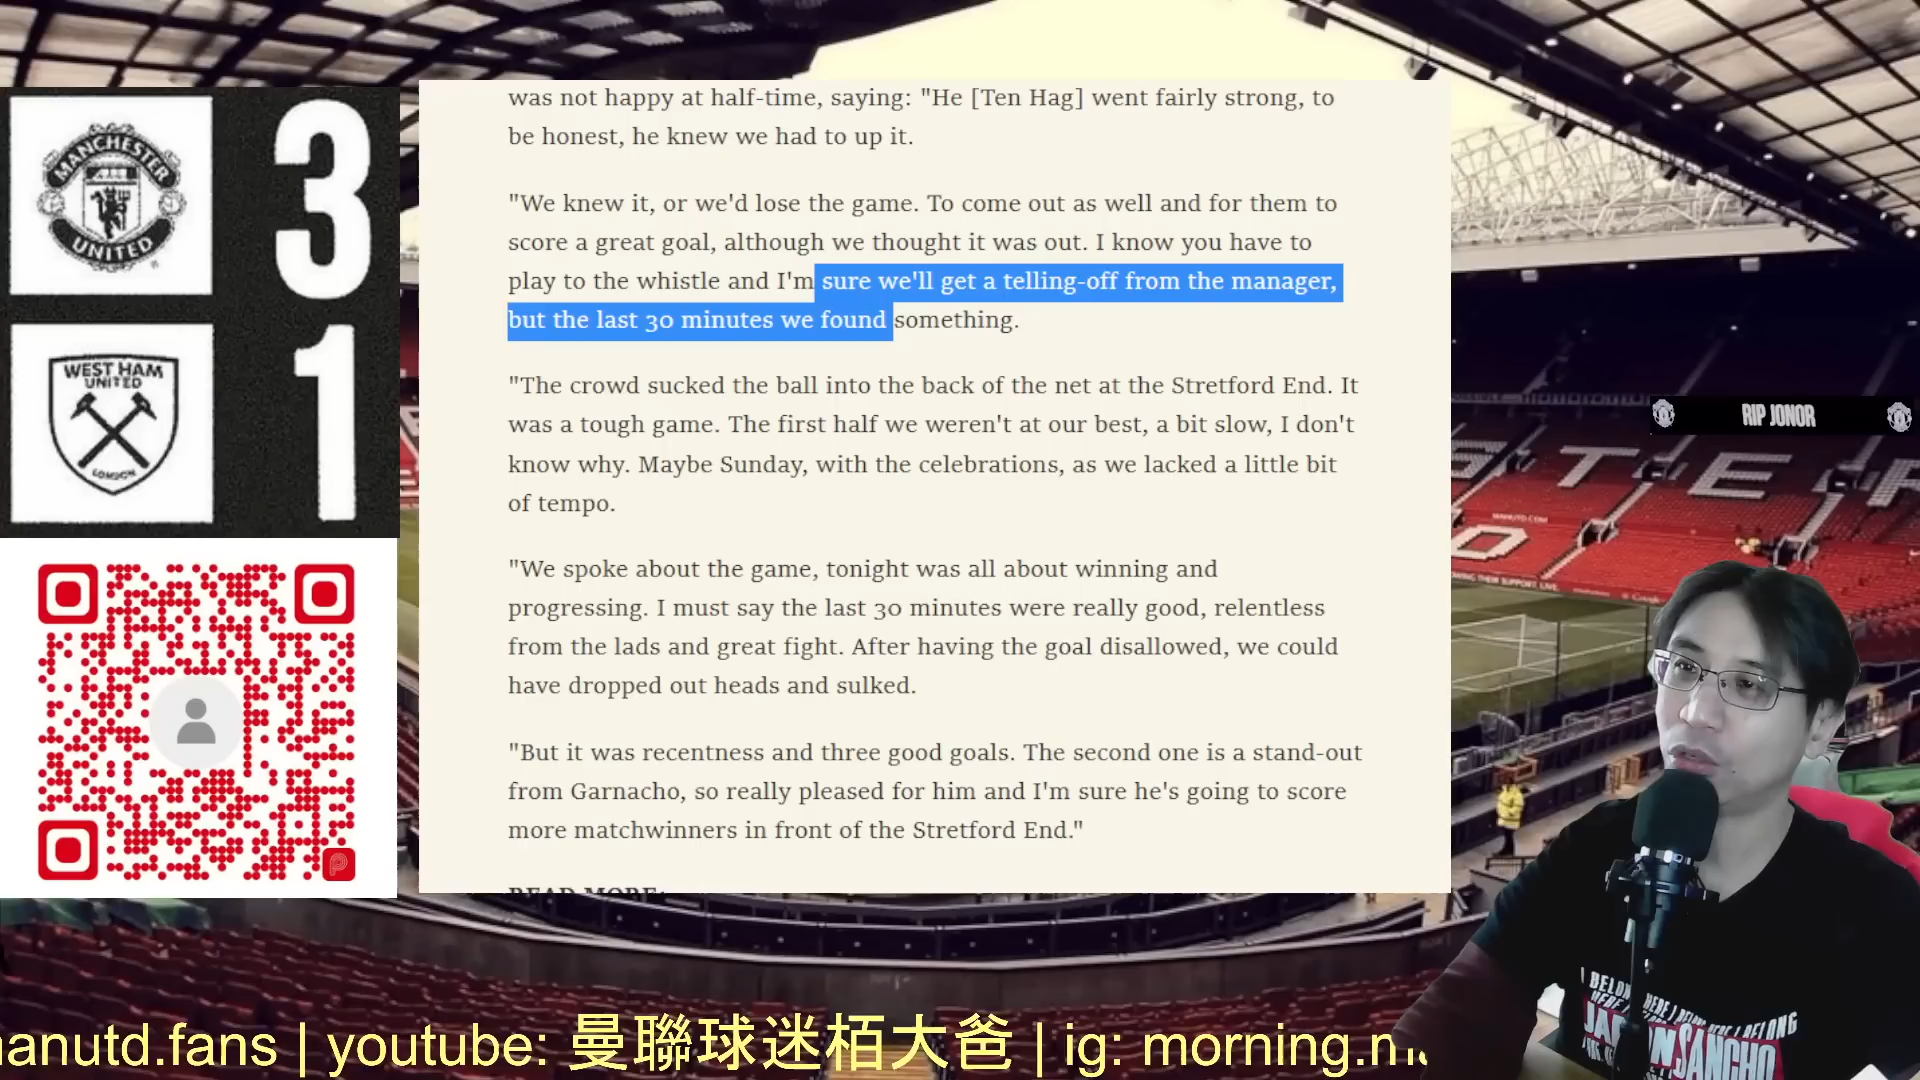 MANCHESTER
UNITED
3
WEST HAM
UNITED
LONDON
1
was not happy at half-time, saying: "He [Ten Hag] went fairly strong, to
be honest, he knew we had to up it.
"We knew it, or we'd lose the game. To come out as well and for them to
score a great goal, although we thought it was out. I know you have to
play to the whistle and I'm sure we'll get a telling-off from the manager,
but the last 30 minutes we found something.
"The crowd sucked the ball into the back of the net at the Stretford End. It
was a tough game. The first half we weren't at our best, a bit slow, I don't
know why. Maybe Sunday, with the celebrations, as we lacked a little bit
of tempo.
"We spoke about the game, tonight was all about winning and
progressing. I must say the last 30 minutes were really good, relentless
from the lads and great fight. After having the goal disallowed, we could
have dropped out heads and sulked.
"But it was recentness and three good goals. The second one is a stand-out
from Garnacho, so really pleased for him and I'm sure he's going to score
more matchwinners in front of the Stretford End."
READ MORE:
RIP JONOR
STER
MANUTD.COM
I BELONG
HERE I BELONG
SANCHO
manutd.fans | youtube: 曼聯球迷栢大爸 | ig: morning.m